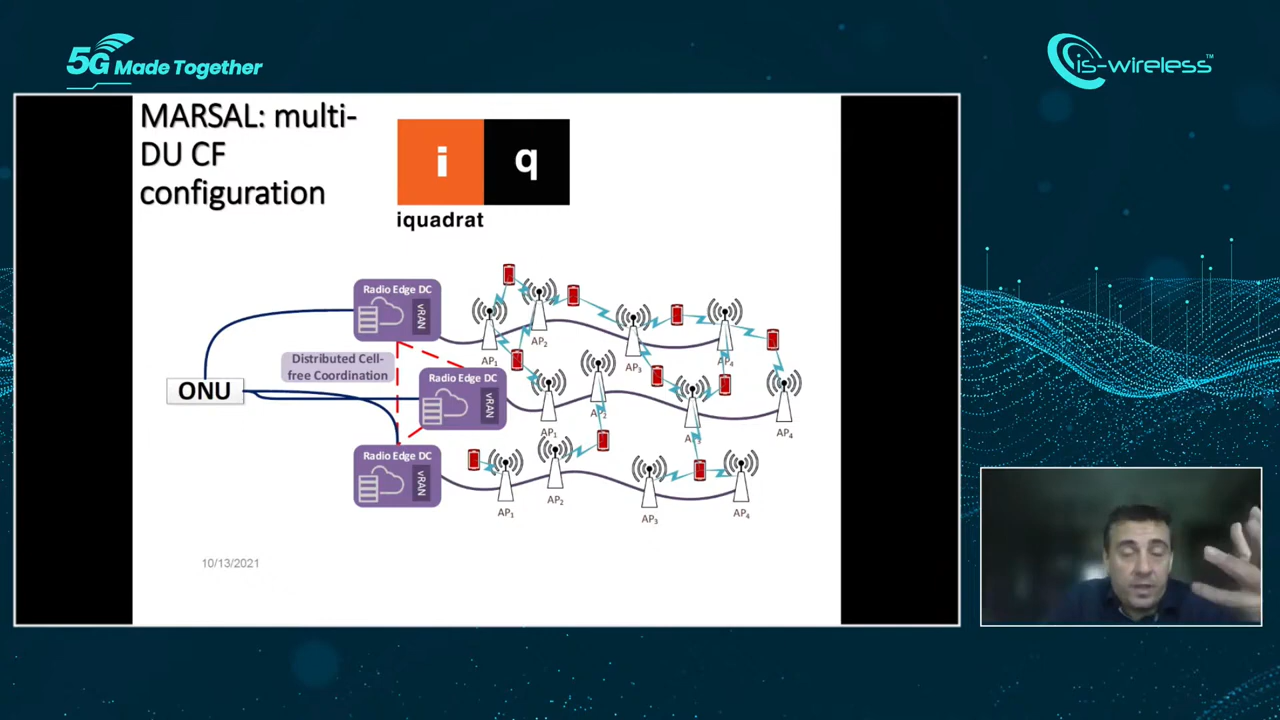 5G Made Together
is-wireless™
MARSAL: multi-
DU CF
configuration
i q
iquadrat
Radio Edge DC
vRAN
Distributed Cell-
free Coordination
ONU
Radio Edge DC
vRAN
Radio Edge DC
vRAN
AP1
AP2
AP3
AP4
AP1
AP2
AP3
AP4
AP1
AP2
AP3
AP4
10/13/2021